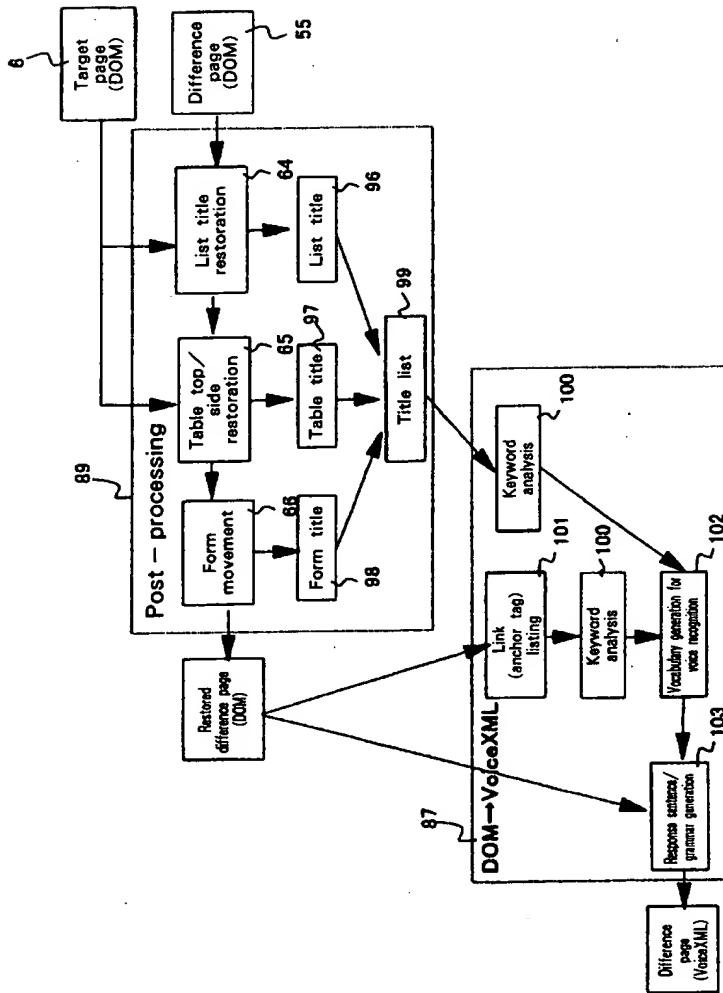 6
Target
page
(DOM)
Difference
page
(DOM)
55
89
Post – processing
List title
restoration
64
Table top/
side
restoration
65
Form
movement
66
List title
96
Table title
97
Form title
98
Title list
99
Restored
difference page
(DOM)
87
DOM→VoiceXML
Keyword
analysis
100
Link
(anchor tag)
listing
101
Keyword
analysis
100
Vocabulary generation for
voice recognition
102
Response sentence/
grammar generation
103
Difference
page
(VoiceXML)